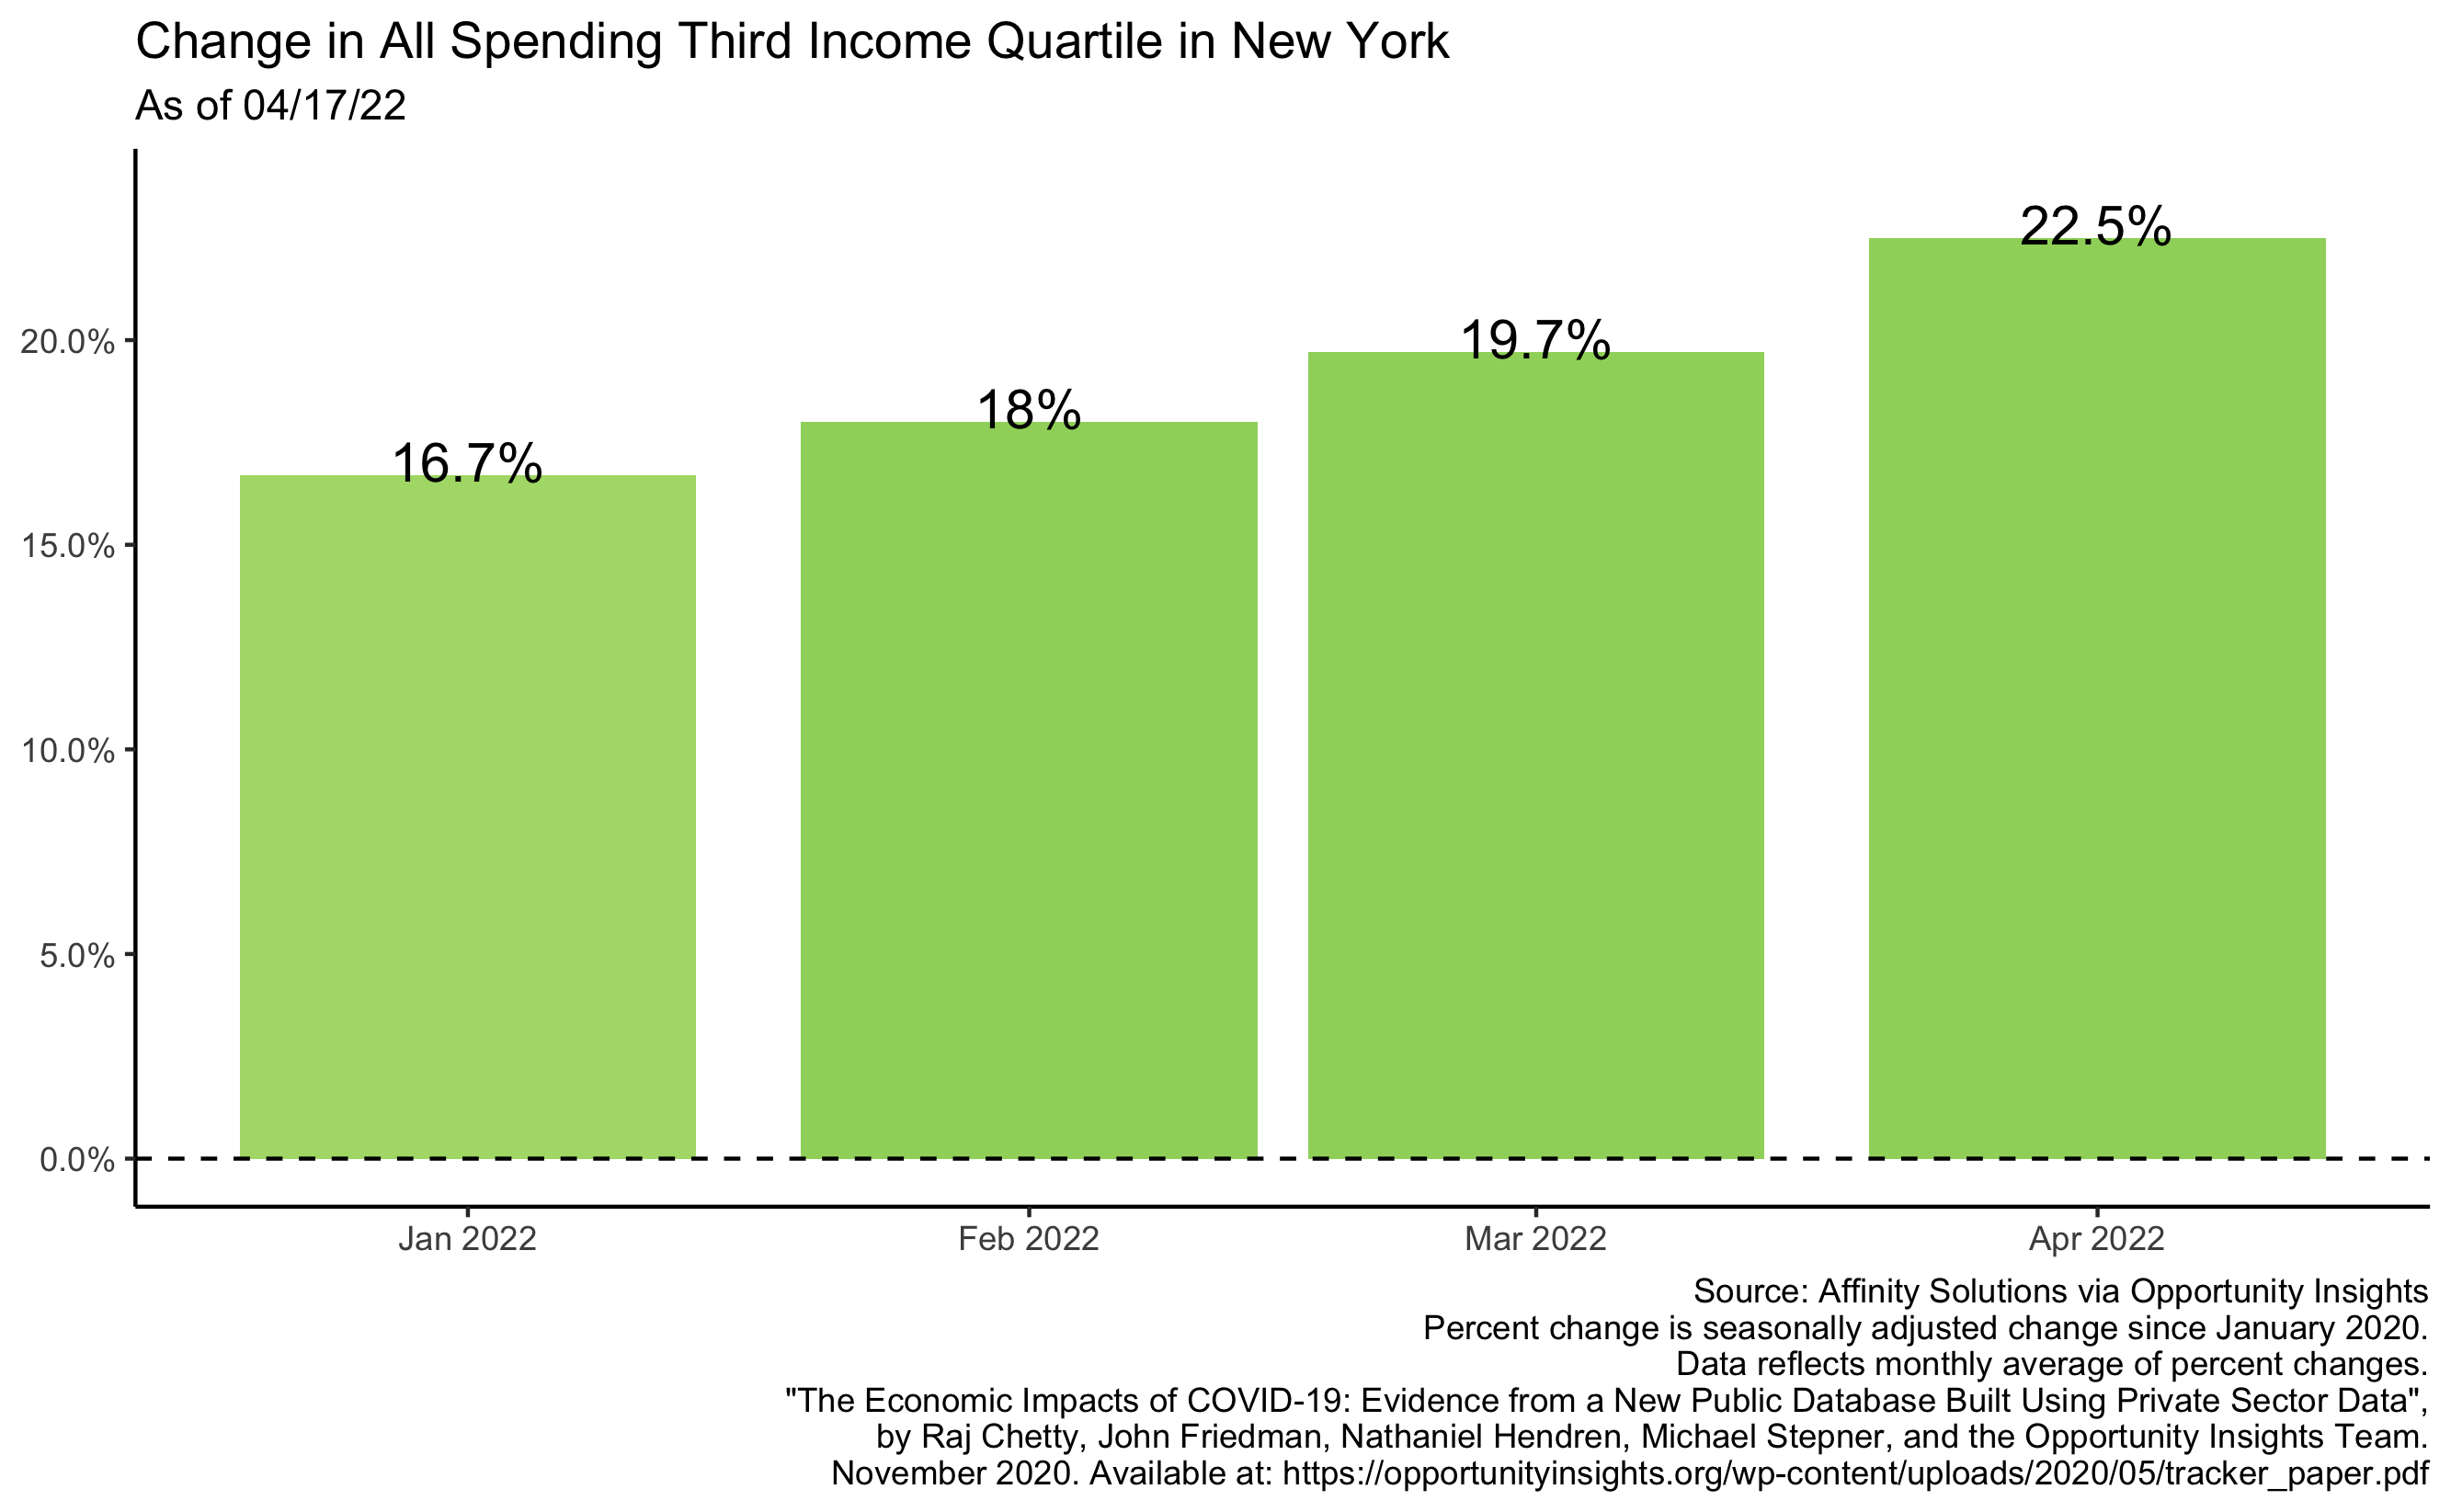 Change in All Spending Third Income Quartile in New York
As of 04/17/22
22.5%
19.7%
18%
16.7%
20.0%
15.0%
10.0%
5.0%
0.0%
Jan 2022
Feb 2022
Mar 2022
Apr 2022
Source: Affinity Solutions via Opportunity Insights
Percent change is seasonally adjusted change since January 2020.
Data reflects monthly average of percent changes.
"The Economic Impacts of COVID-19: Evidence from a New Public Database Built Using Private Sector Data",
by Raj Chetty, John Friedman, Nathaniel Hendren, Michael Stepner, and the Opportunity Insights Team.
November 2020. Available at: https://opportunityinsights.org/wp-content/uploads/2020/05/tracker_paper.pdf